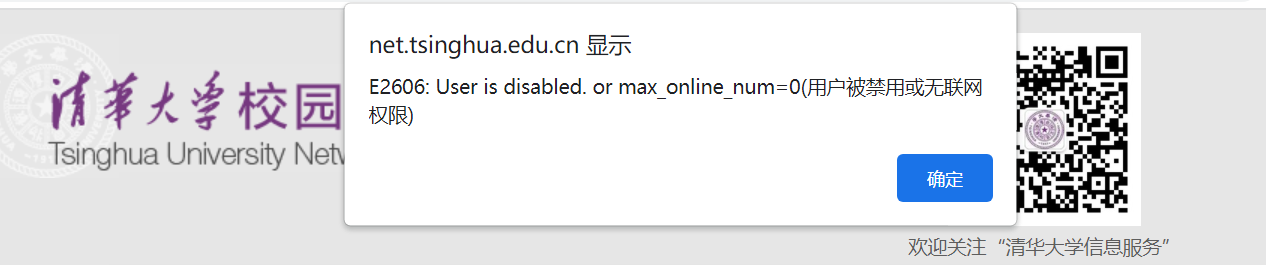 net.tsinghua.edu.cn 显示
E2606: User is disabled. or max_online_num=0(用户被禁用或无联网
权限)
确定
清华大学校园
Tsinghua University Net
欢迎关注“清华大学信息服务”